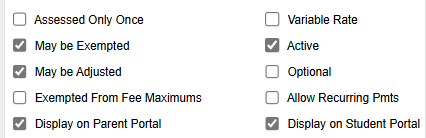 Assessed Only Once Variable Rate
May be Exempted Active
May be Adjusted Optional
Exempted From Fee Maximums Allow Recurring Pmts
Display on Parent Portal Display on Student Portal